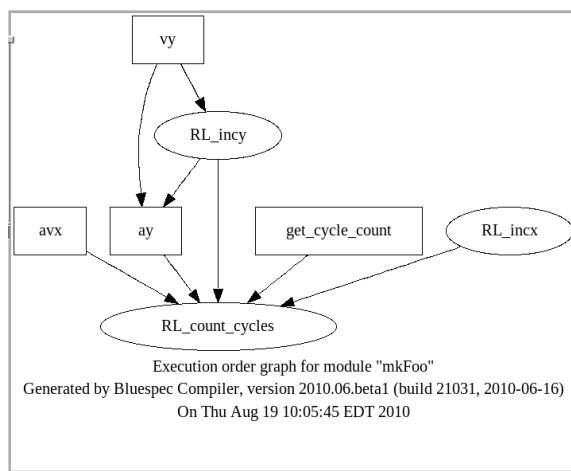 vy
RL_incy
avx
ay
get_cycle_count
RL_incx
RL_count_cycles
Execution order graph for module "mkFoo"
Generated by Bluespec Compiler, version 2010.06.beta1 (build 21031, 2010-06-16)
On Thu Aug 19 10:05:45 EDT 2010